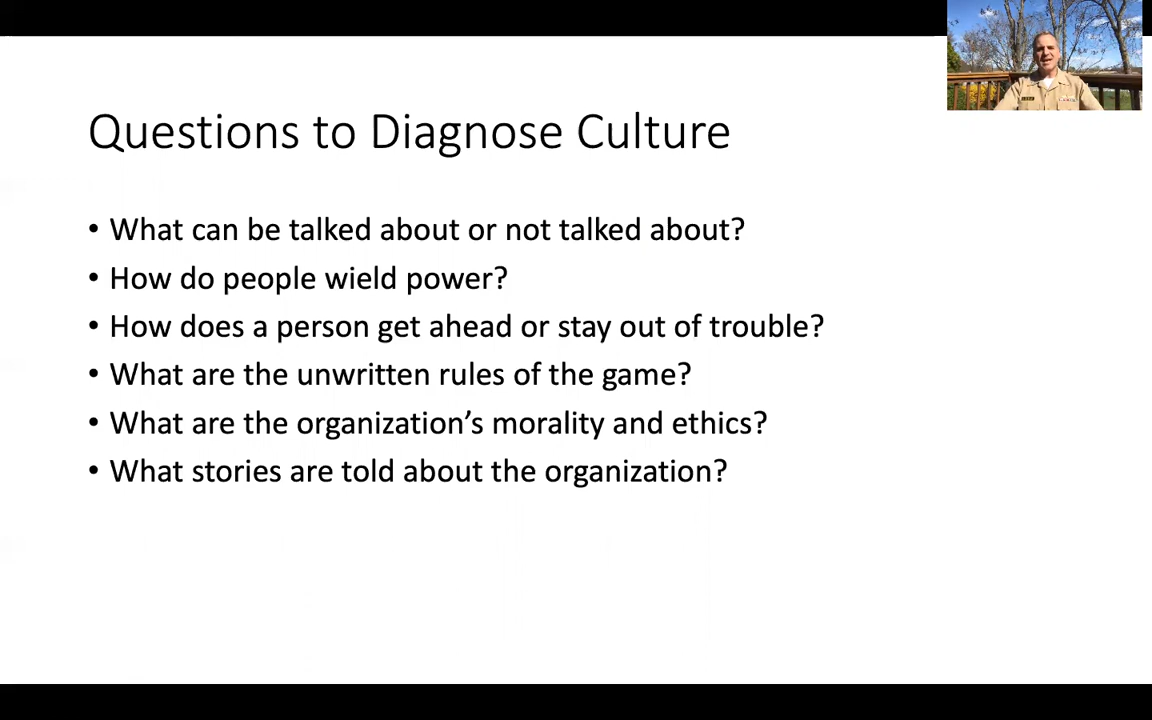 Questions to Diagnose Culture
• What can be talked about or not talked about?
• How do people wield power?
• How does a person get ahead or stay out of trouble?
• What are the unwritten rules of the game?
• What are the organization’s morality and ethics?
• What stories are told about the organization?